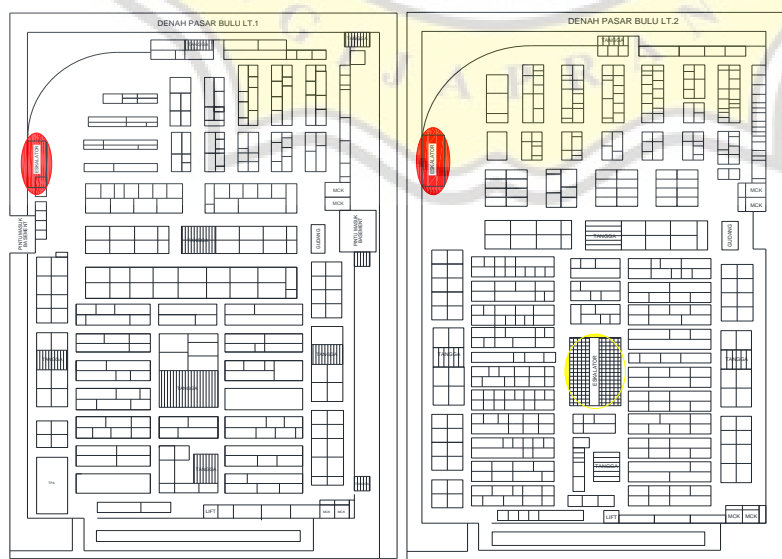 DENAH PASAR BULU LT.1
TANGGA
ESKALATOR
MCK
MCK
PINTU MASUK
BASEMENT
TANGGA
GUDANG
PINTU MASUK
BASEMENT
TANGGA
TANGGA
TANGGA
TANGGA
LIFT
MCK
MCK
DENAH PASAR BULU LT.2
TANGGA
ESKALATOR
MCK
MCK
TANGGA
GUDANG
TANGGA
ESKALATOR
TANGGA
TANGGA
LIFT
MCK
MCK
G I J A P R A N